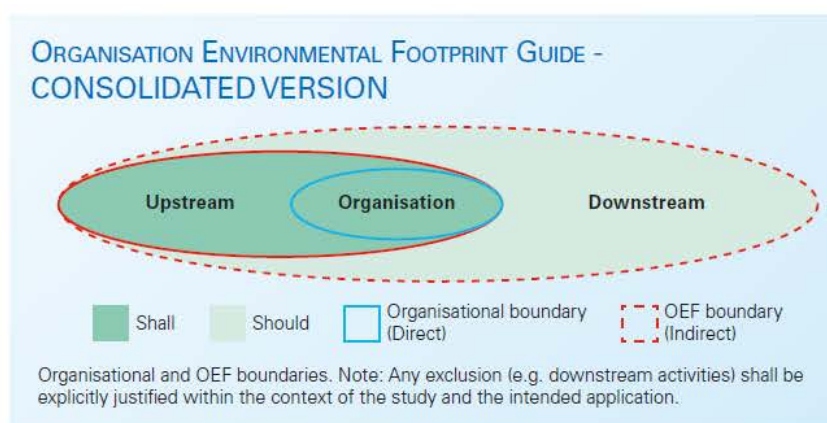 ORGANISATION ENVIRONMENTAL FOOTPRINT GUIDE -
CONSOLIDATED VERSION
Upstream
Organisation
Downstream
Shall
Should
Organisational boundary
(Direct)
OEF boundary
(Indirect)
Organisational and OEF boundaries. Note: Any exclusion (e.g. downstream activities) shall be
explicitly justified within the context of the study and the intended application.